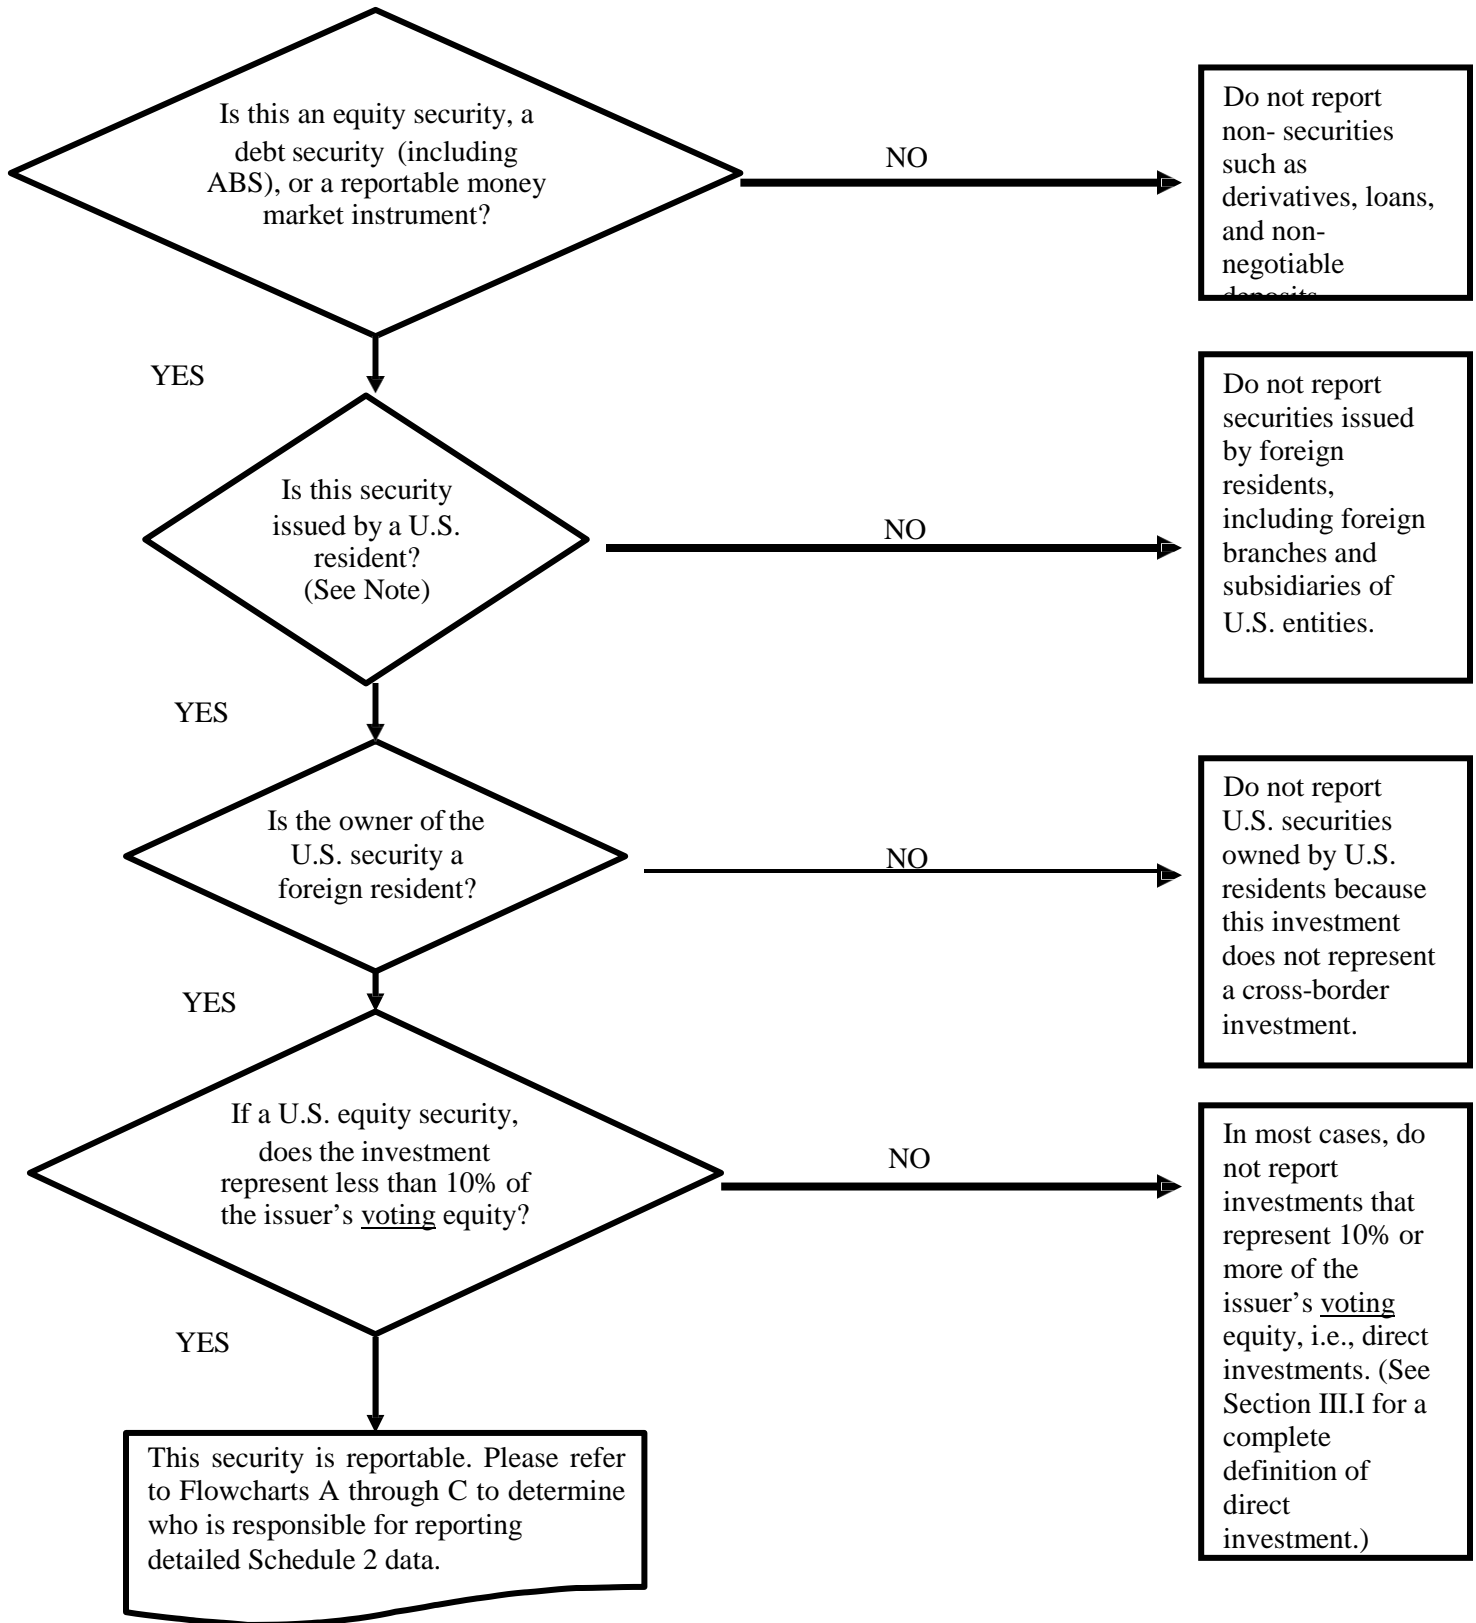 Is this an equity security, a
debt security (including
ABS), or a reportable money
market instrument?
NO
Do not report
non- securities
such as
derivatives, loans,
and non-
negotiable
deposits
YES
Is this security
issued by a U.S.
resident?
(See Note)
NO
Do not report
securities issued
by foreign
residents,
including foreign
branches and
subsidiaries of
U.S. entities.
YES
Is the owner of the
U.S. security a
foreign resident?
NO
Do not report
U.S. securities
owned by U.S.
residents because
this investment
does not represent
a cross-border
investment.
YES
If a U.S. equity security,
does the investment
represent less than 10% of
the issuer’s voting equity?
NO
In most cases, do
not report
investments that
represent 10% or
more of the
issuer’s voting
equity, i.e., direct
investments. (See
Section III.I for a
complete
definition of
direct
investment.)
YES
This security is reportable. Please refer
to Flowcharts A through C to determine
who is responsible for reporting
detailed Schedule 2 data.